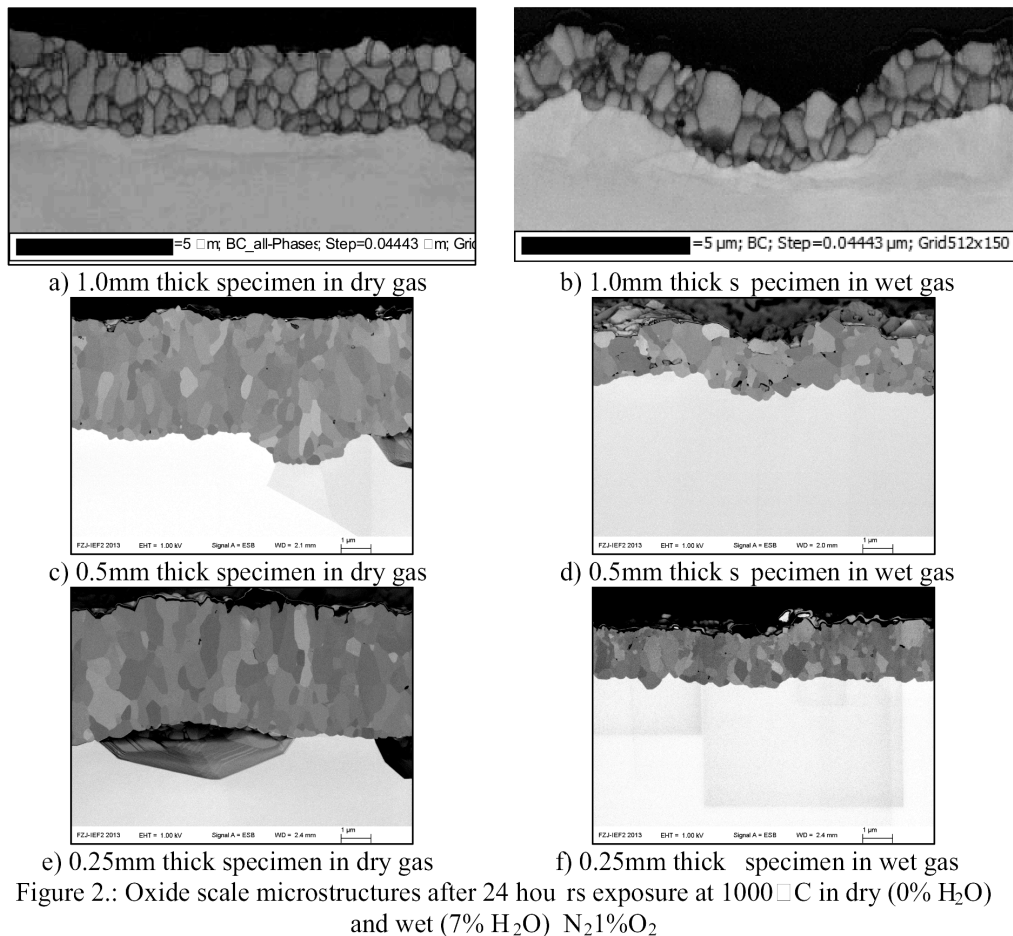 =5 □m; BC_all-Phases; Step=0.04443 □m; Grid
=5 µm; BC; Step=0.04443 µm; Grid512x150
a) 1.0mm thick specimen in dry gas
b) 1.0mm thick s pecimen in wet gas
FZJ-IEF2 2013 EHT = 1.00 kV Signal A = ESB WD = 2.1 mm 1 µm
FZJ-IEF2 2013 EHT = 1.00 kV Signal A = ESB WD = 2.0 mm 1 µm
c) 0.5mm thick specimen in dry gas
d) 0.5mm thick s pecimen in wet gas
FZJ-IEF2 2013 EHT = 1.00 kV Signal A = ESB WD = 2.4 mm 1 µm
FZJ-IEF2 2013 EHT = 1.00 kV Signal A = ESB WD = 2.4 mm 1 µm
e) 0.25mm thick specimen in dry gas
f) 0.25mm thick specimen in wet gas
Figure 2.: Oxide scale microstructures after 24 hou rs exposure at 1000□C in dry (0% H₂O)
and wet (7% H₂O) N₂1%O₂